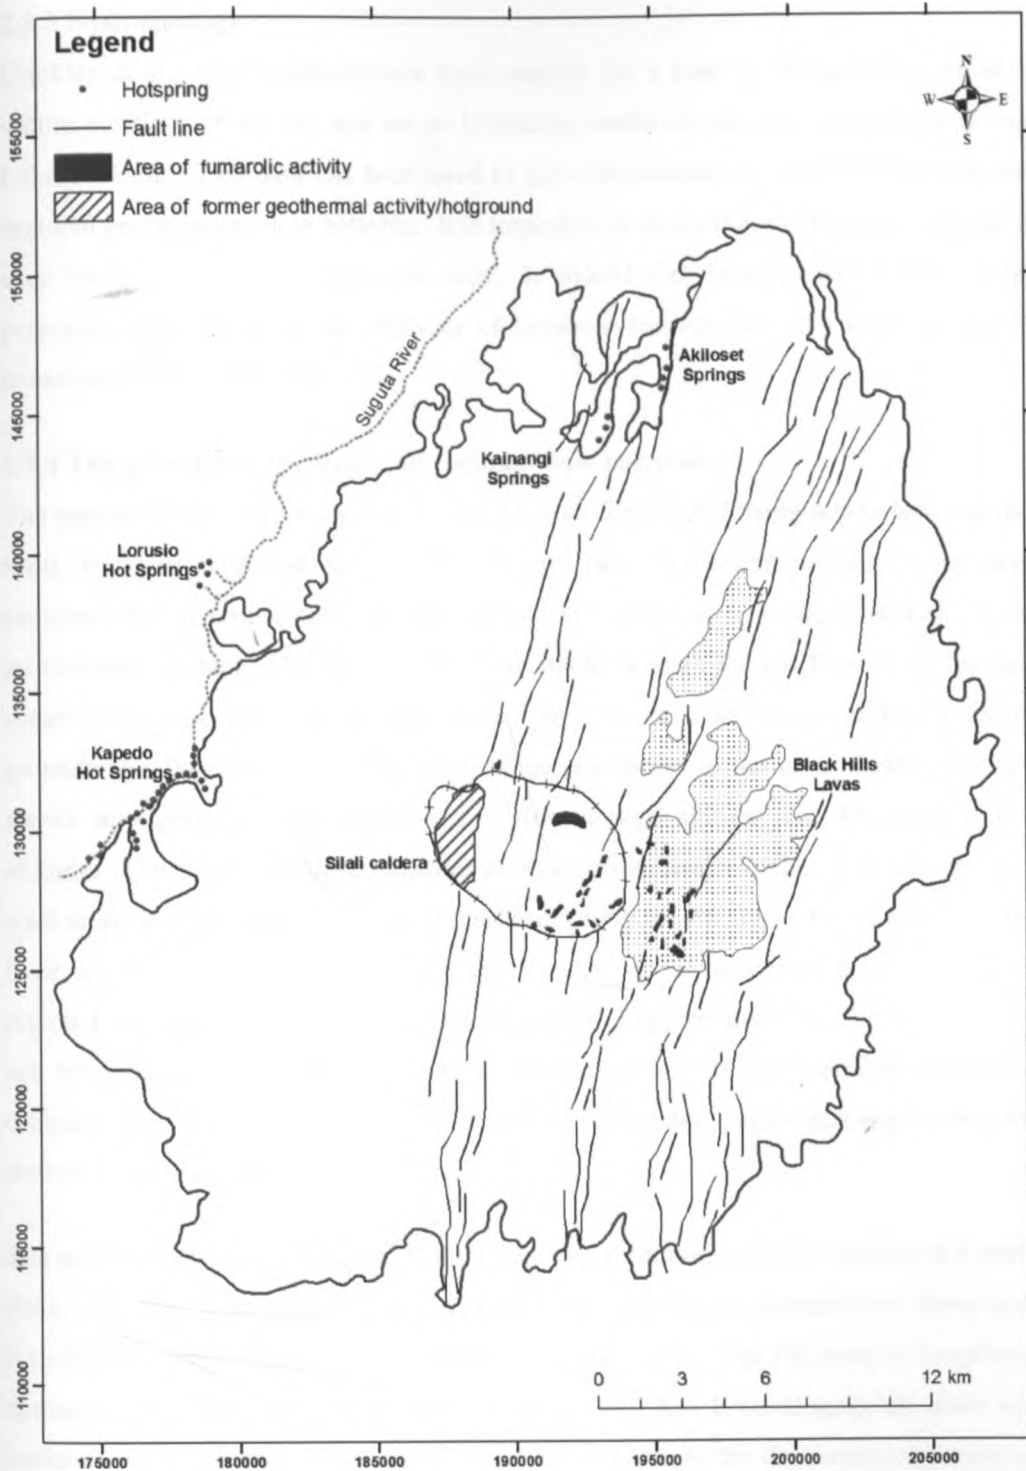 Legend
Hotspring
Fault line
Area of fumarolic activity
Area of former geothermal activity/hotground
N
W E
S
Suguta River
Akiloset
Springs
Kainangi
Springs
Lorusio
Hot Springs
Kapedo
Hot Springs
Black Hills
Lavas
Silali caldera
155000
150000
145000
140000
135000
130000
125000
120000
115000
110000
0 3 6 12 km
175000 180000 185000 190000 195000 200000 205000